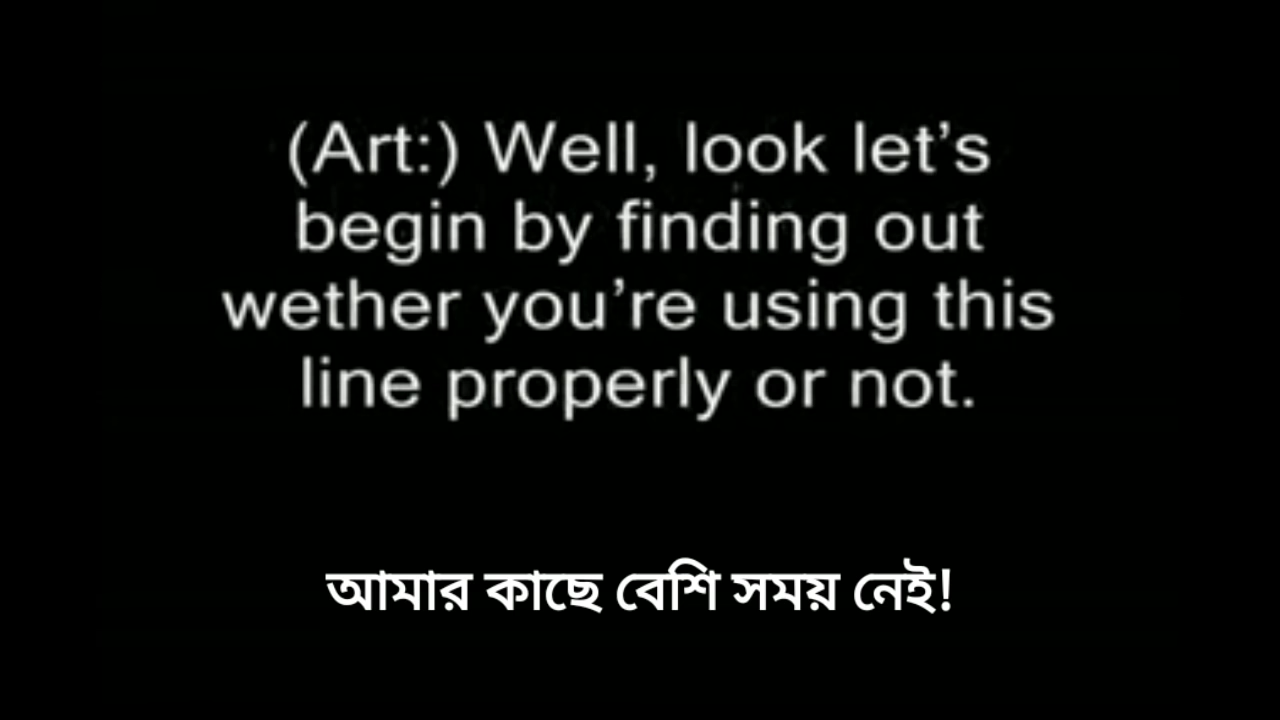 (Art:) Well, look let’s
begin by finding out
wether you’re using this
line properly or not.
আমার কাছে বেশি সময় নেই!